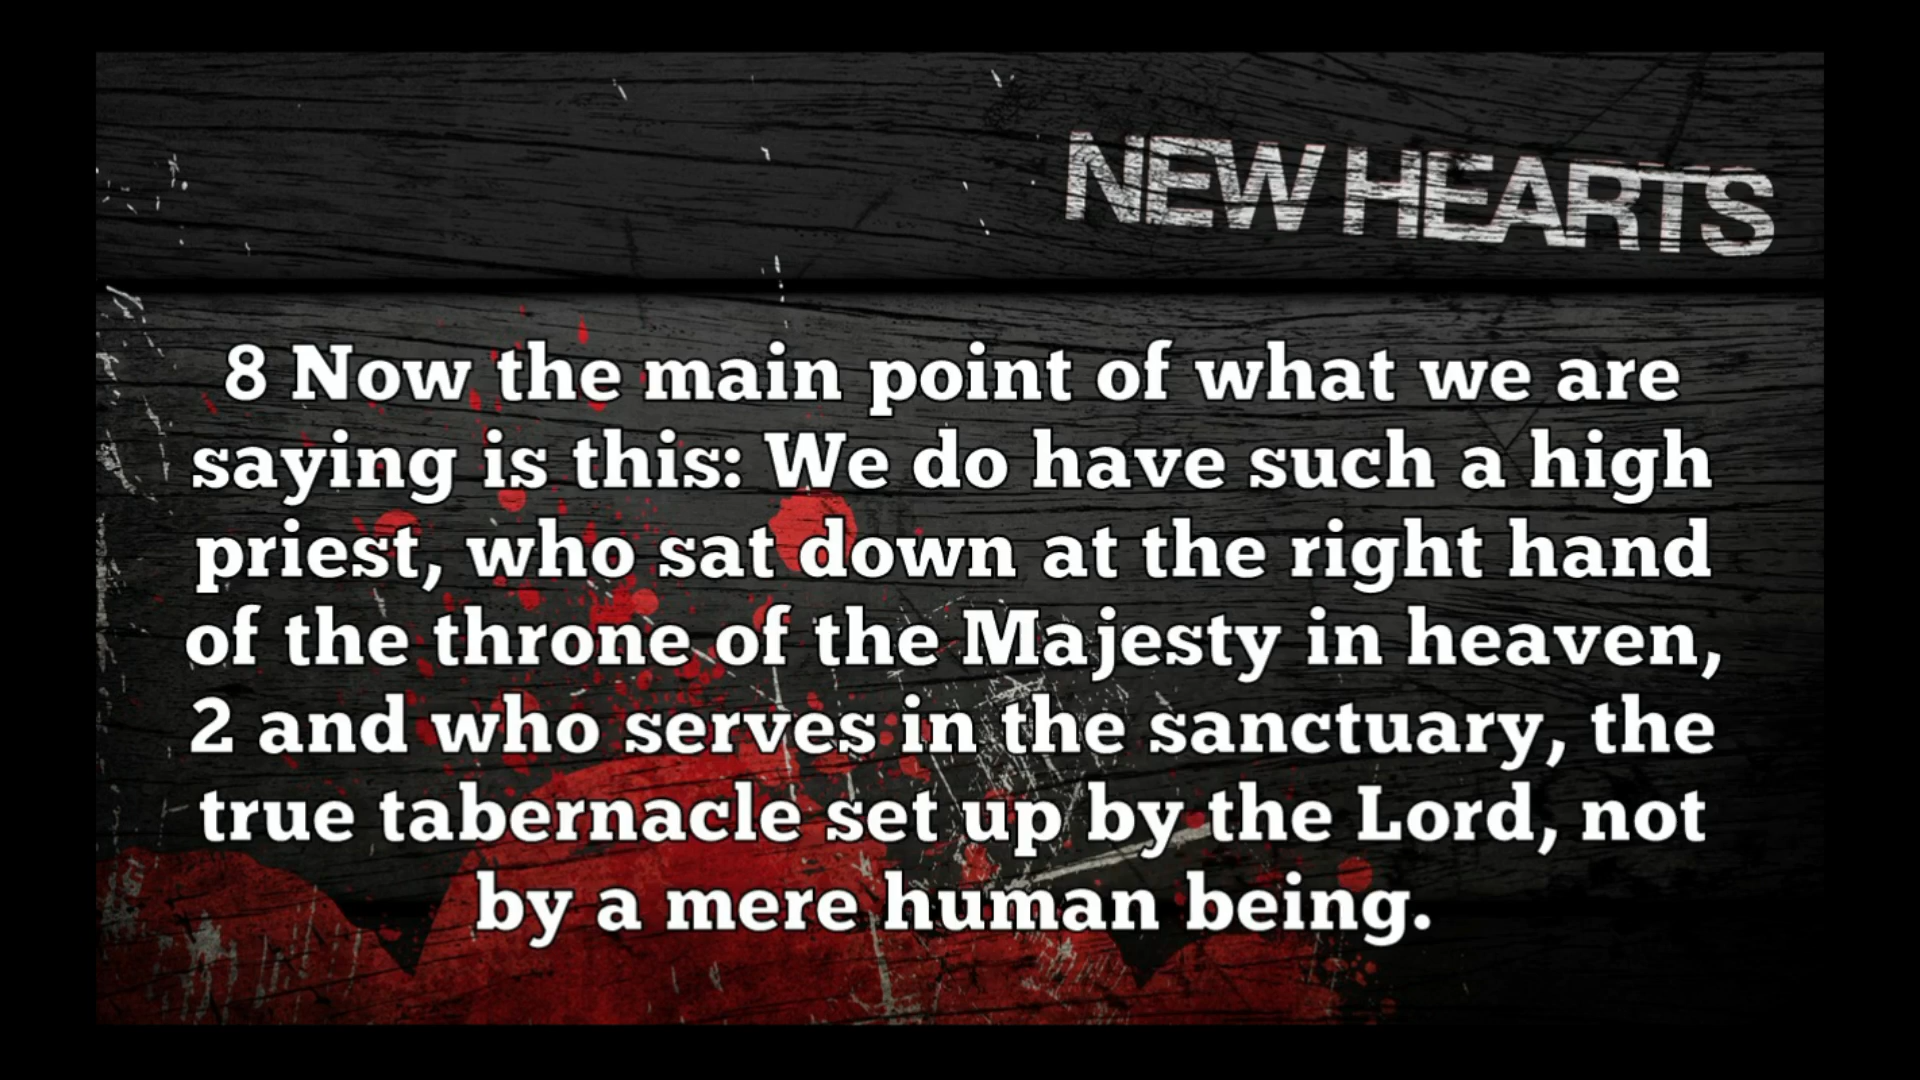 NEW HEARTS
8 Now the main point of what we are
saying is this: We do have such a high
priest, who sat down at the right hand
of the throne of the Majesty in heaven,
2 and who serves in the sanctuary, the
true tabernacle set up by the Lord, not
by a mere human being.